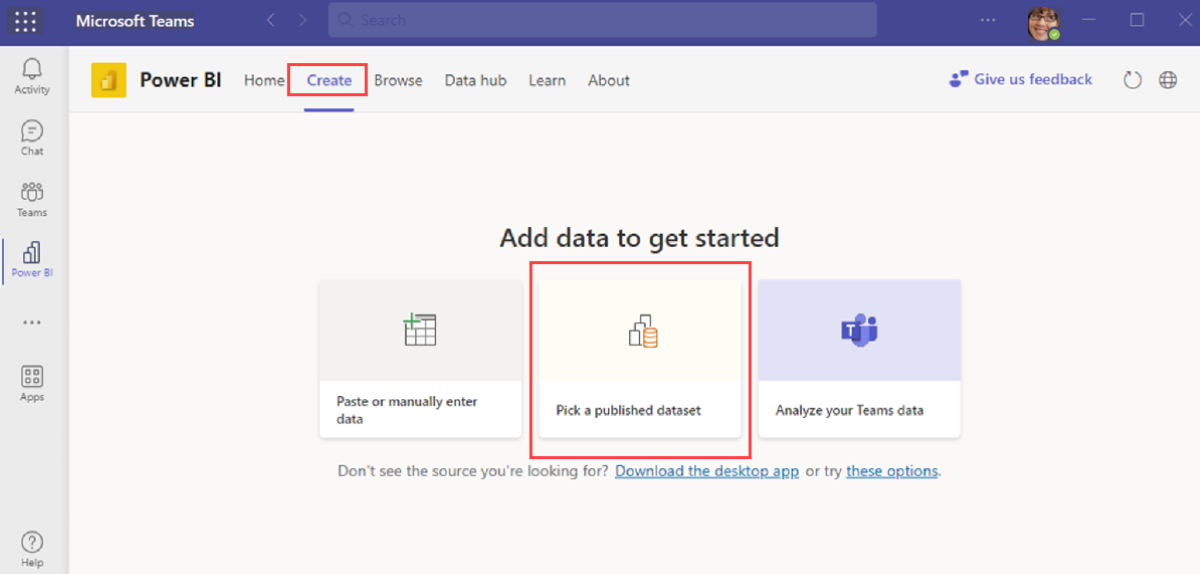 Microsoft Teams
Search
Activity
Chat
Teams
Power BI
Apps
Help
Power BI Home Create Browse Data hub Learn About
Give us feedback
Add data to get started
Paste or manually enter
data
Pick a published dataset
T
Analyze your Teams data
Don't see the source you're looking for? Download the desktop app or try these options.